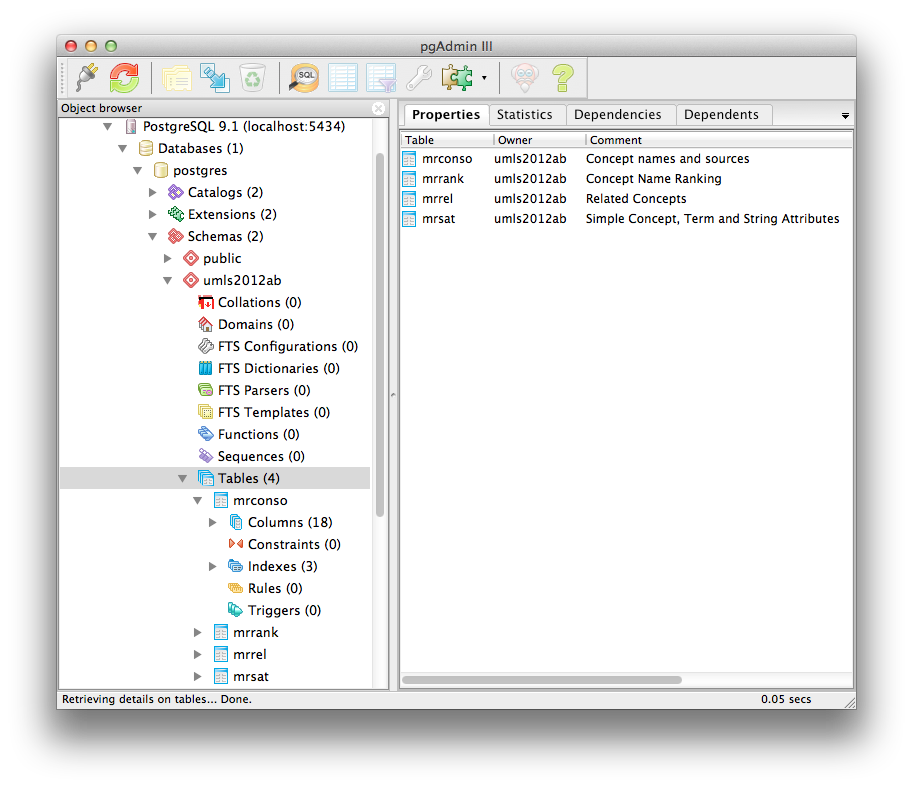 pgAdmin III
SQL
Object browser
PostgreSQL 9.1 (localhost:5434)
Databases (1)
postgres
Catalogs (2)
Extensions (2)
Schemas (2)
public
umls2012ab
Collations (0)
Domains (0)
FTS Configurations (0)
FTS Dictionaries (0)
FTS Parsers (0)
FTS Templates (0)
Functions (0)
Sequences (0)
Tables (4)
mrconso
Columns (18)
Constraints (0)
Indexes (3)
Rules (0)
Triggers (0)
mrrank
mrrel
mrsat
Properties Statistics Dependencies Dependents
Table Owner Comment
mrconso umls2012ab Concept names and sources
mrrank umls2012ab Concept Name Ranking
mrrel umls2012ab Related Concepts
mrsat umls2012ab Simple Concept, Term and String Attributes
Retrieving details on tables... Done. 0.05 secs